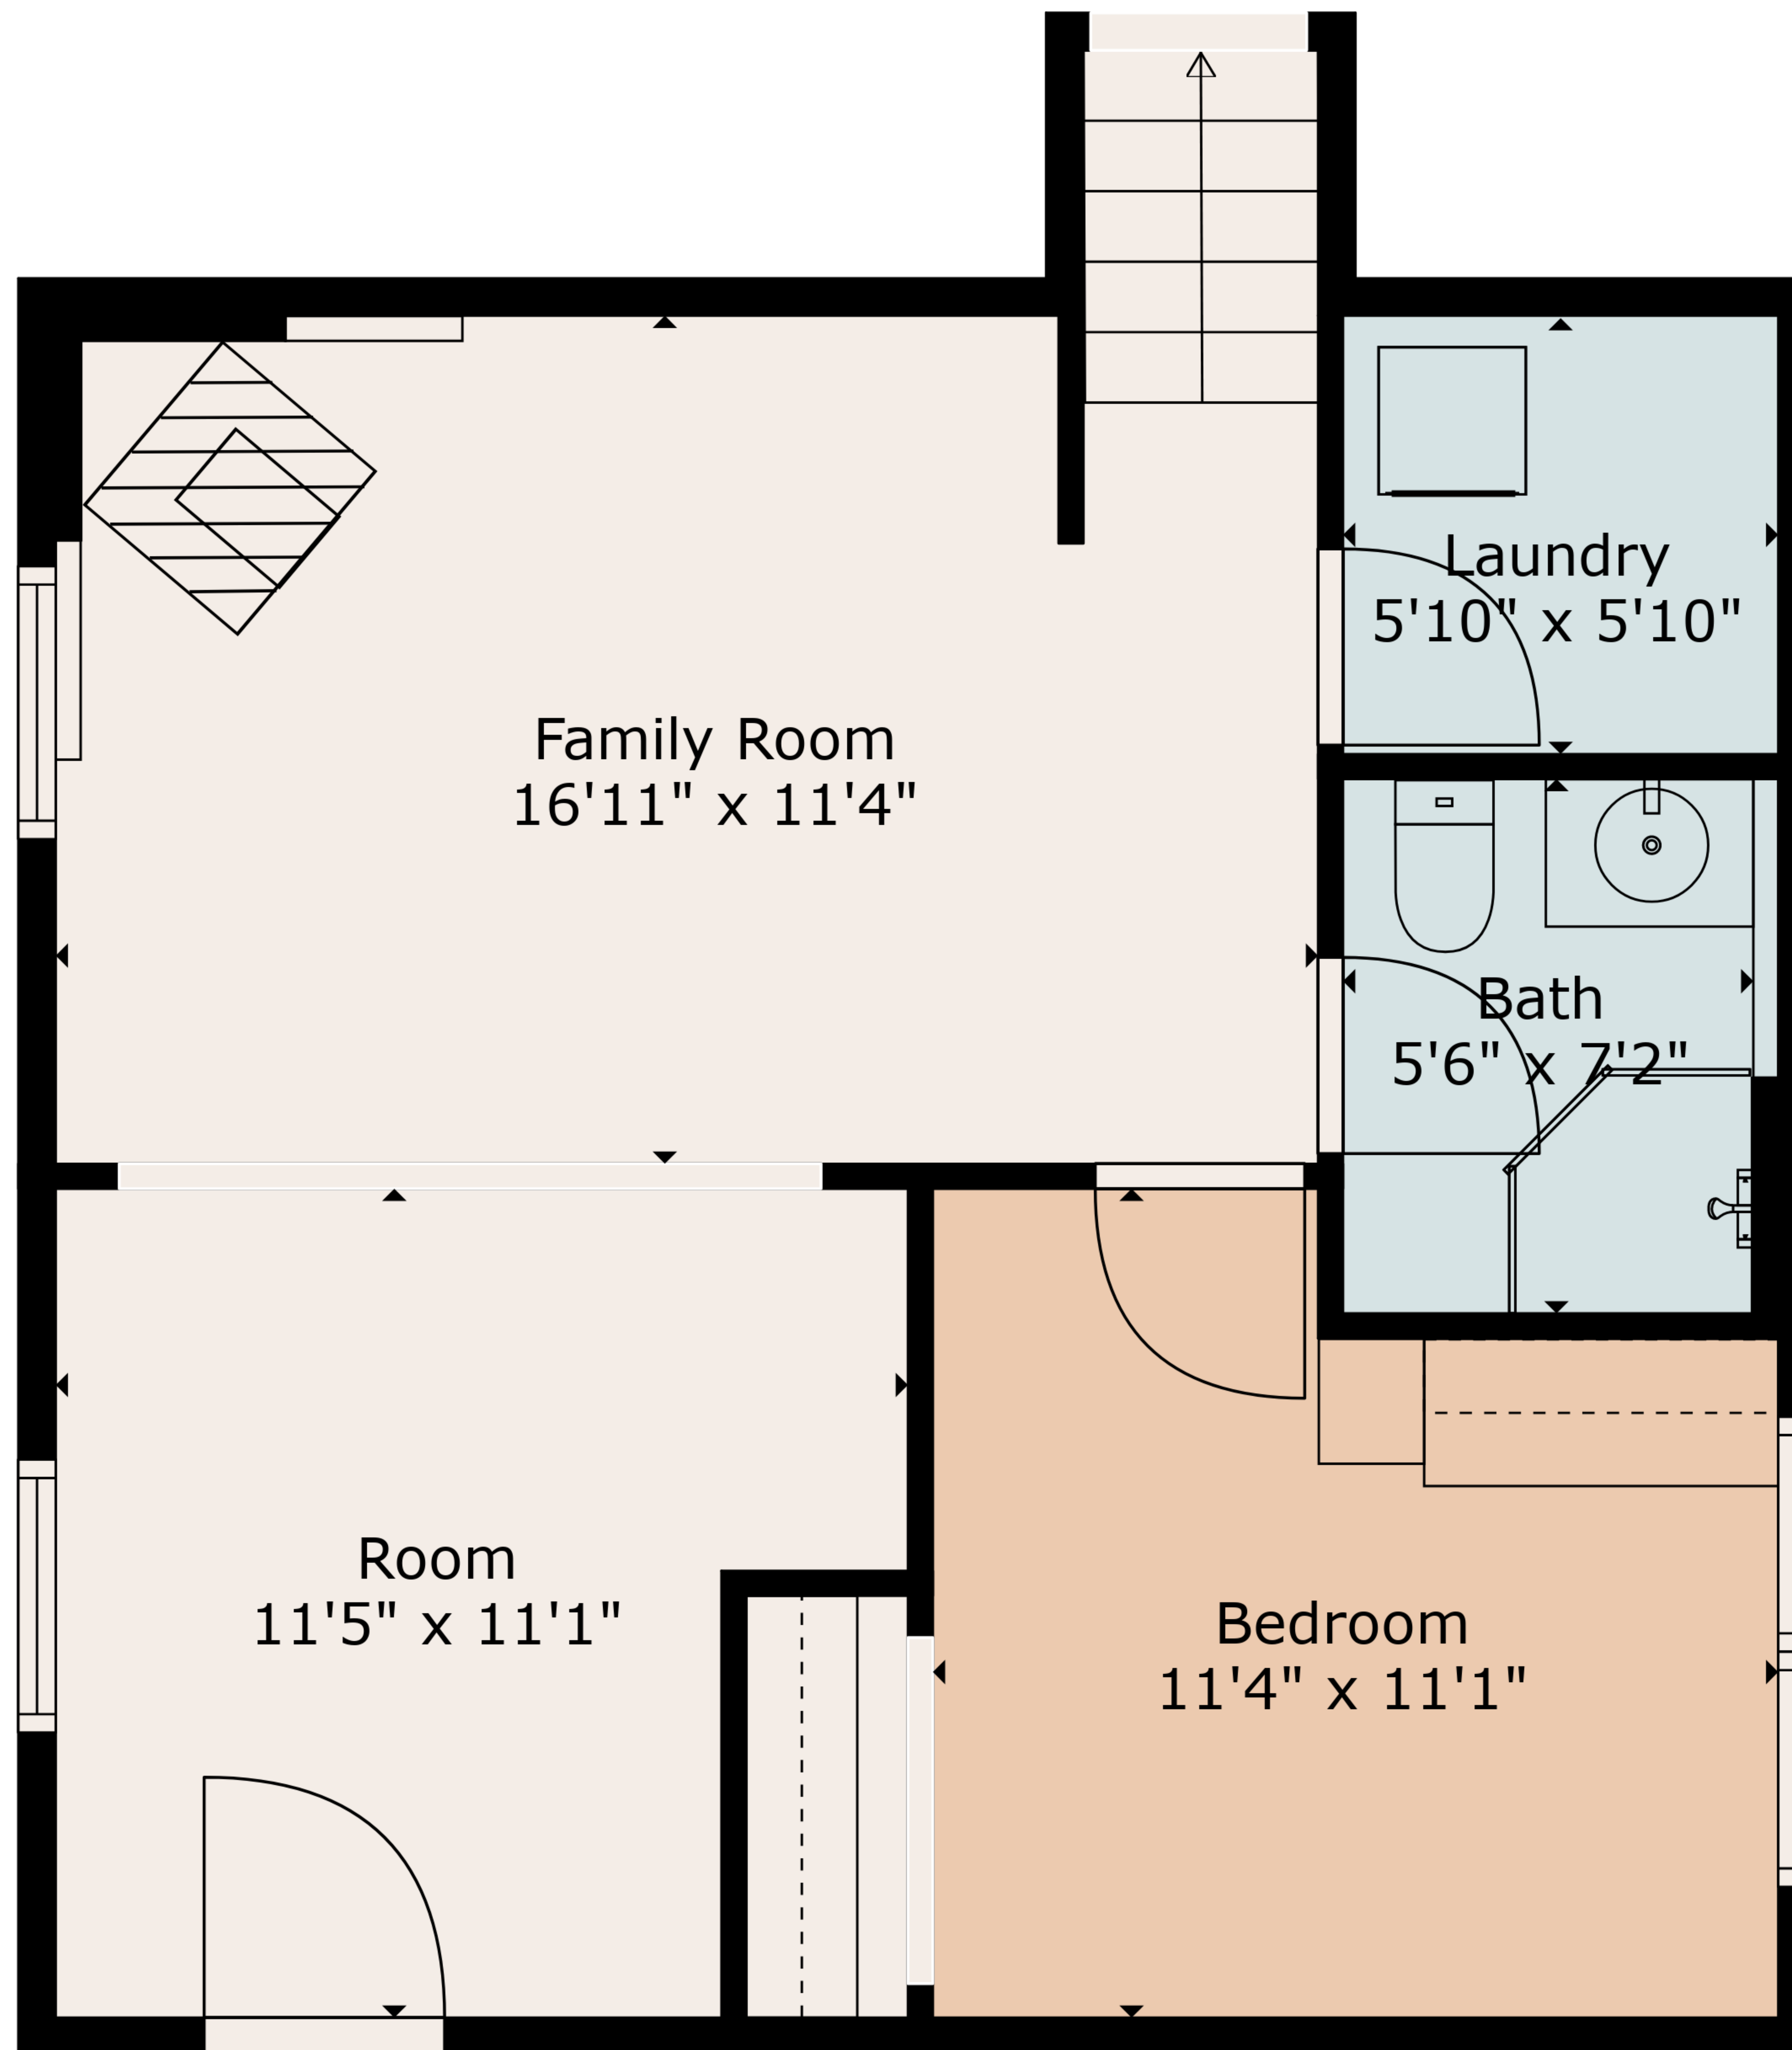 Laundry
5'10" x 5'10"
Family Room
16'11" x 11'4"
Bath
5'6" x 7'2"
Room
11'5" x 11'1"
Bedroom
11'4" x 11'1"